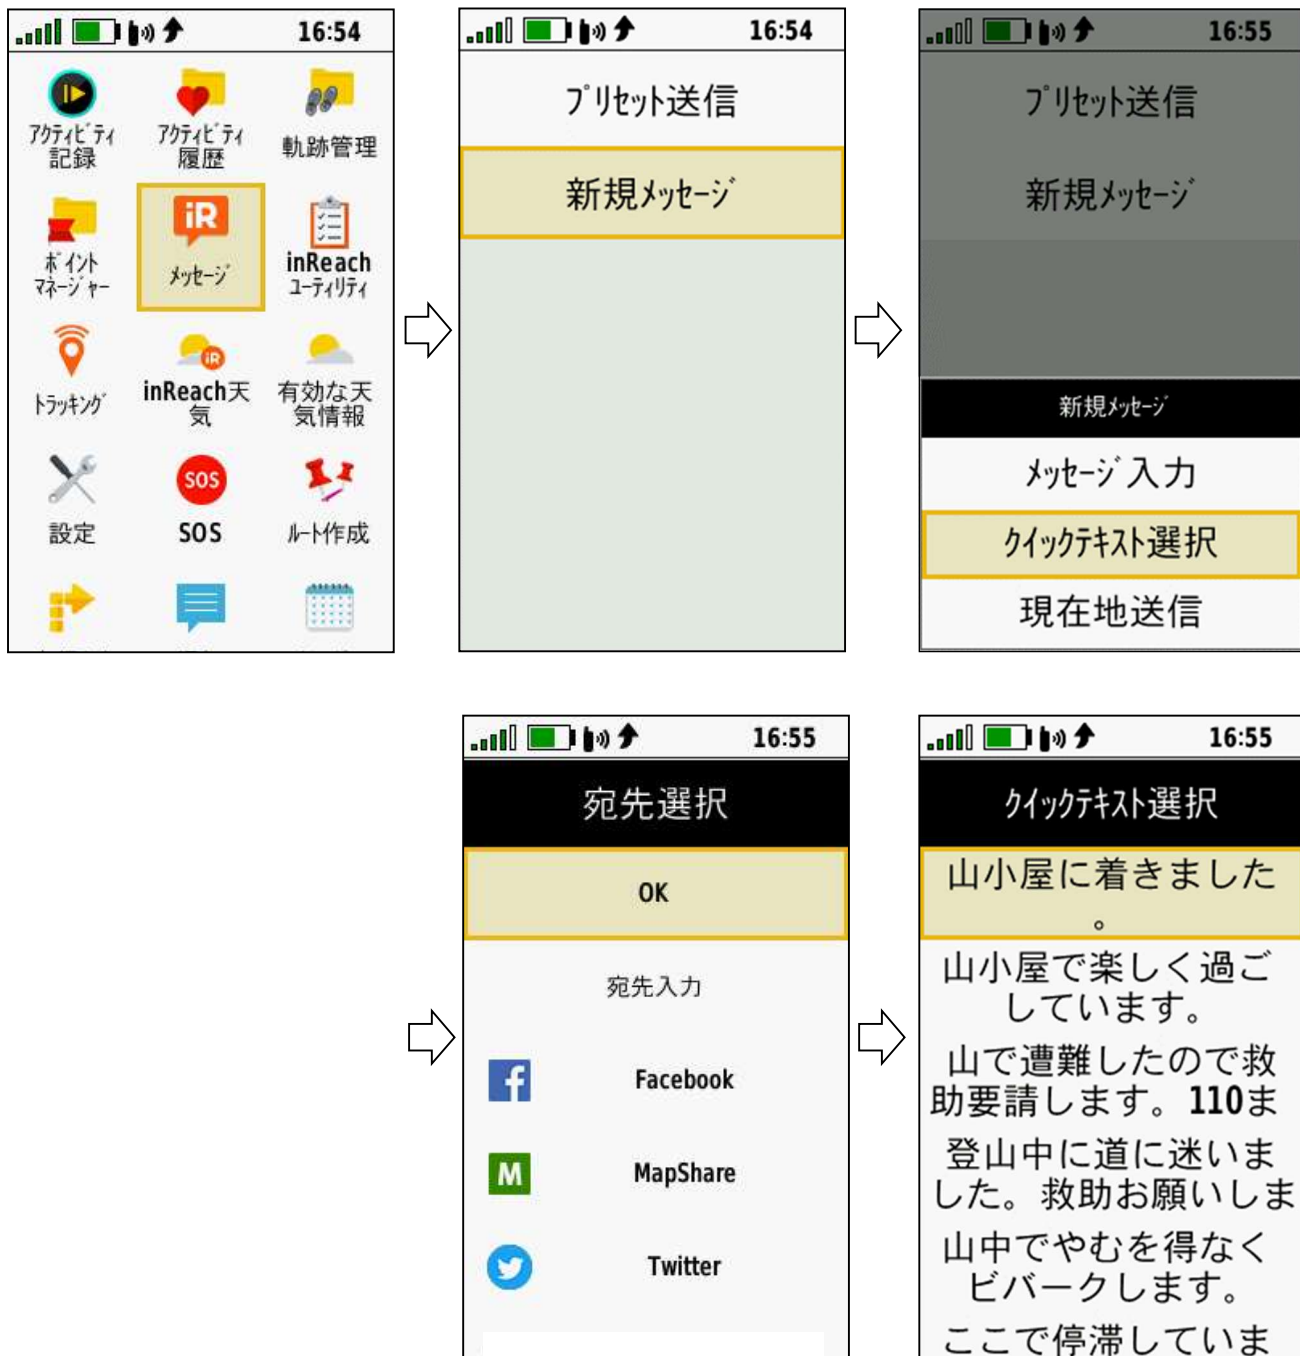 16:54
アクティビティ
記録
アクティビティ
履歴
軌跡管理
ポイント
マネージャー
iR
メッセージ
inReach
ユーティリティ
トラッキング
iR
inReach天
気
有効な天
気情報
設定
SOS
SOS
ルート作成
16:54
プリセット送信
新規メッセージ
16:55
プリセット送信
新規メッセージ
新規メッセージ
メッセージ入力
クイックテキスト選択
現在地送信
16:55
宛先選択
OK
宛先入力
f
Facebook
M
MapShare
Twitter
16:55
クイックテキスト選択
山小屋に着きました
。
山小屋で楽しく過ご
しています。
山で遭難したので救
助要請します。110ま
登山中に道に迷いま
した。救助お願いしま
山中でやむを得なく
ビバークします。
ここで停滞していま